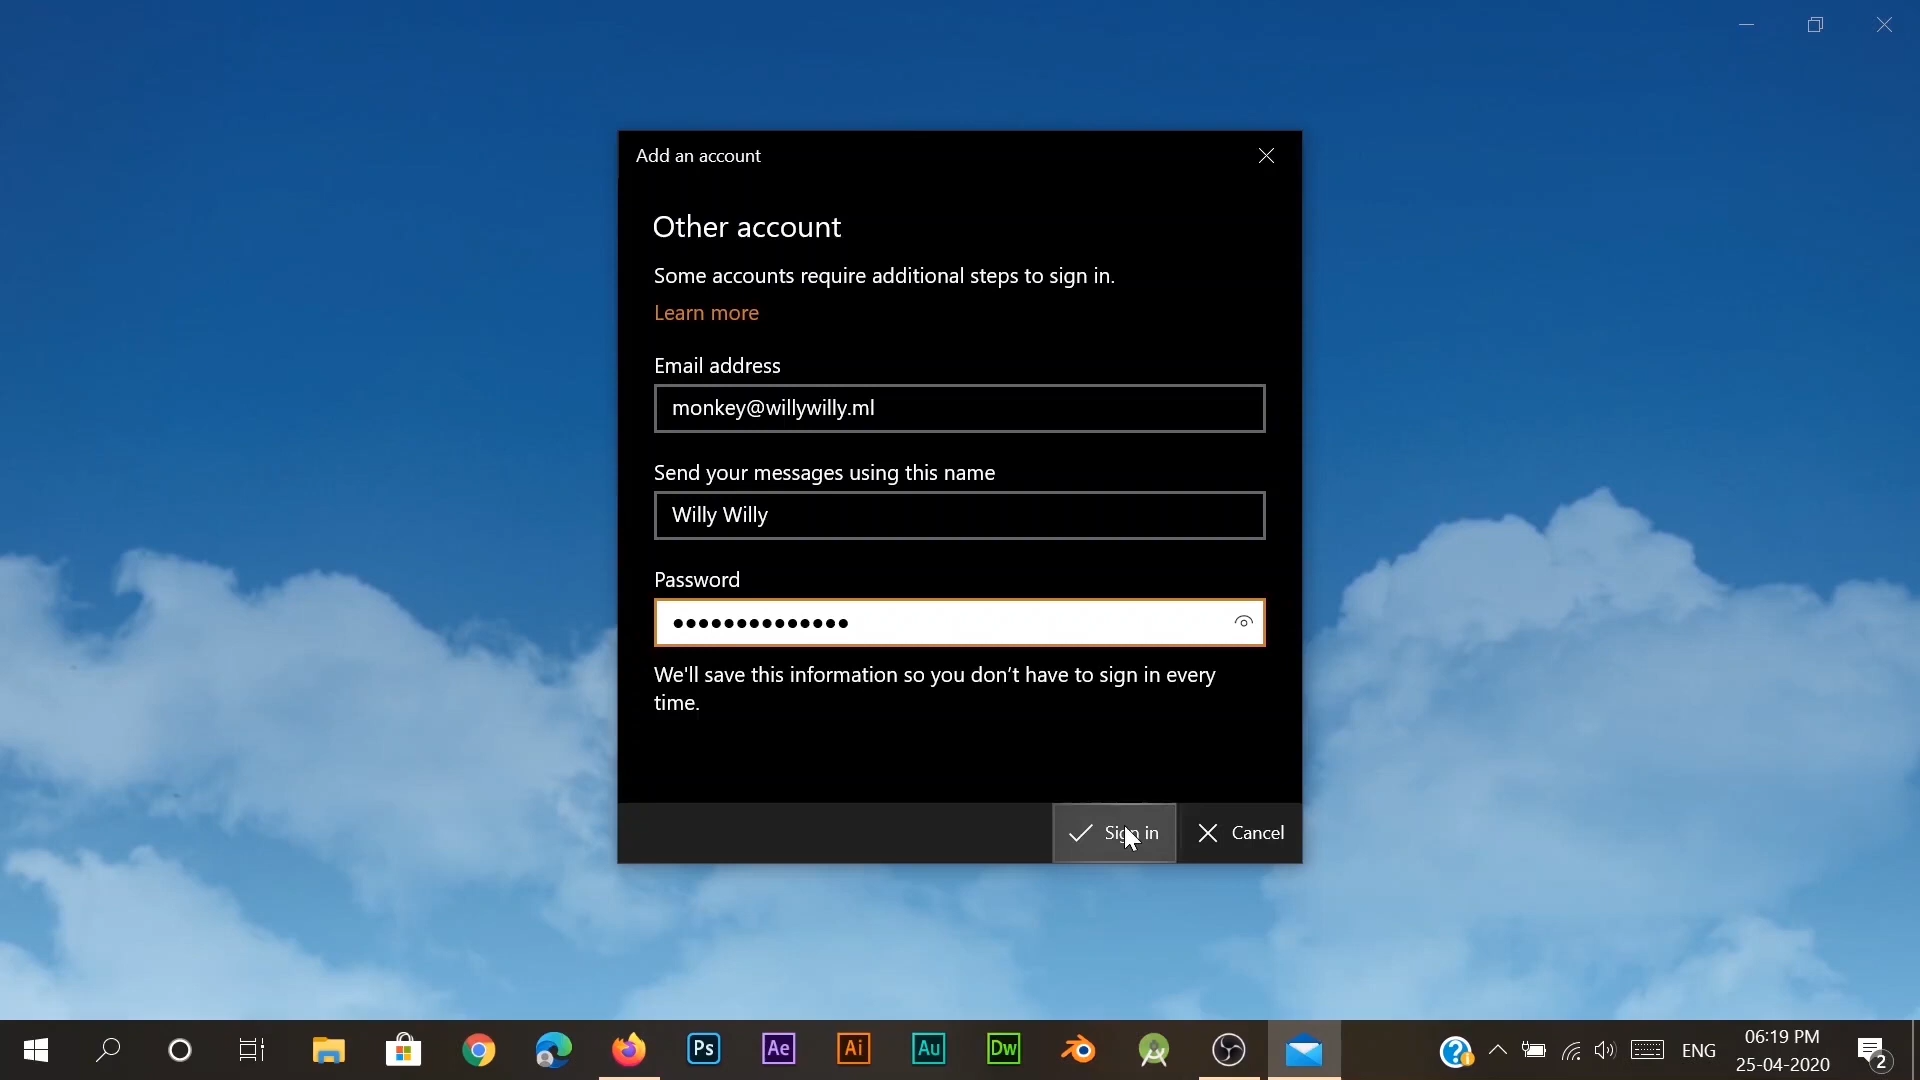 Add an account
Other account
Some accounts require additional steps to sign in.
Learn more
Email address
monkey@willywilly.ml
Send your messages using this name
Willy Willy
Password
We'll save this information so you don’t have to sign in every
time.
Sign in
Cancel
Ps
Ae
Ai
Au
Dw
ENG
06:19 PM
25-04-2020
2